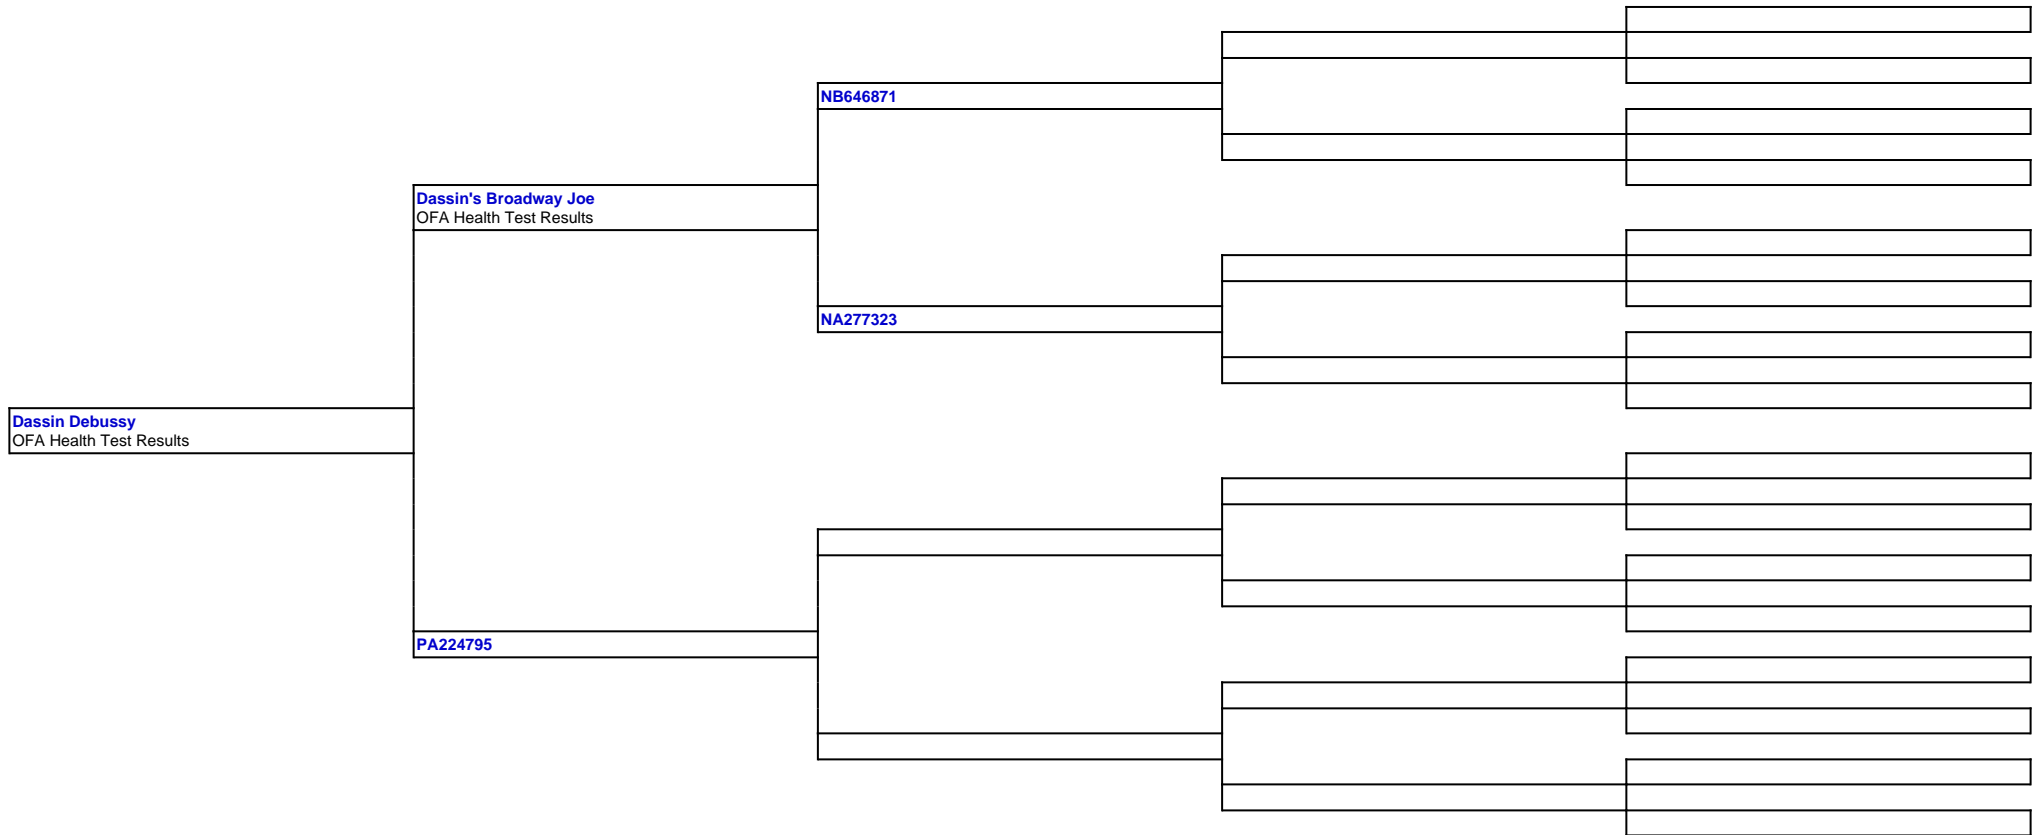 NB646871
Dassin's Broadway Joe
OFA Health Test Results
NA277323
Dassin Debussy
OFA Health Test Results
PA224795